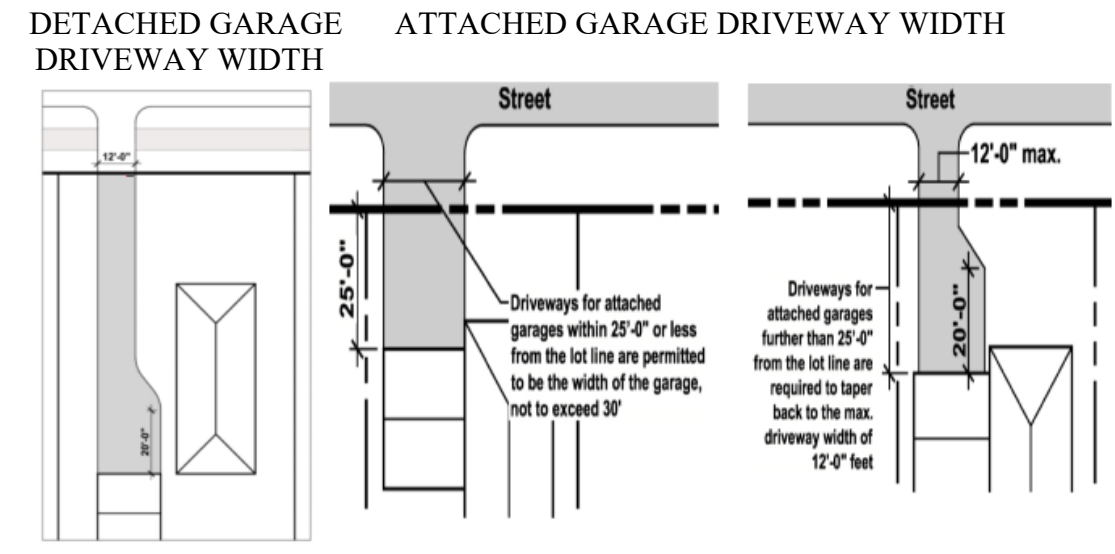 DETACHED GARAGE
DRIVEWAY WIDTH
ATTACHED GARAGE DRIVEWAY WIDTH
12'-0"
20'-0"
Street
25'-0"
Driveways for attached
garages within 25'-0" or less
from the lot line are permitted
to be the width of the garage,
not to exceed 30'
Street
12'-0" max.
Driveways for
attached garages
further than 25'-0"
from the lot line are
required to taper
back to the max.
driveway width of
12'-0" feet
20'-0"